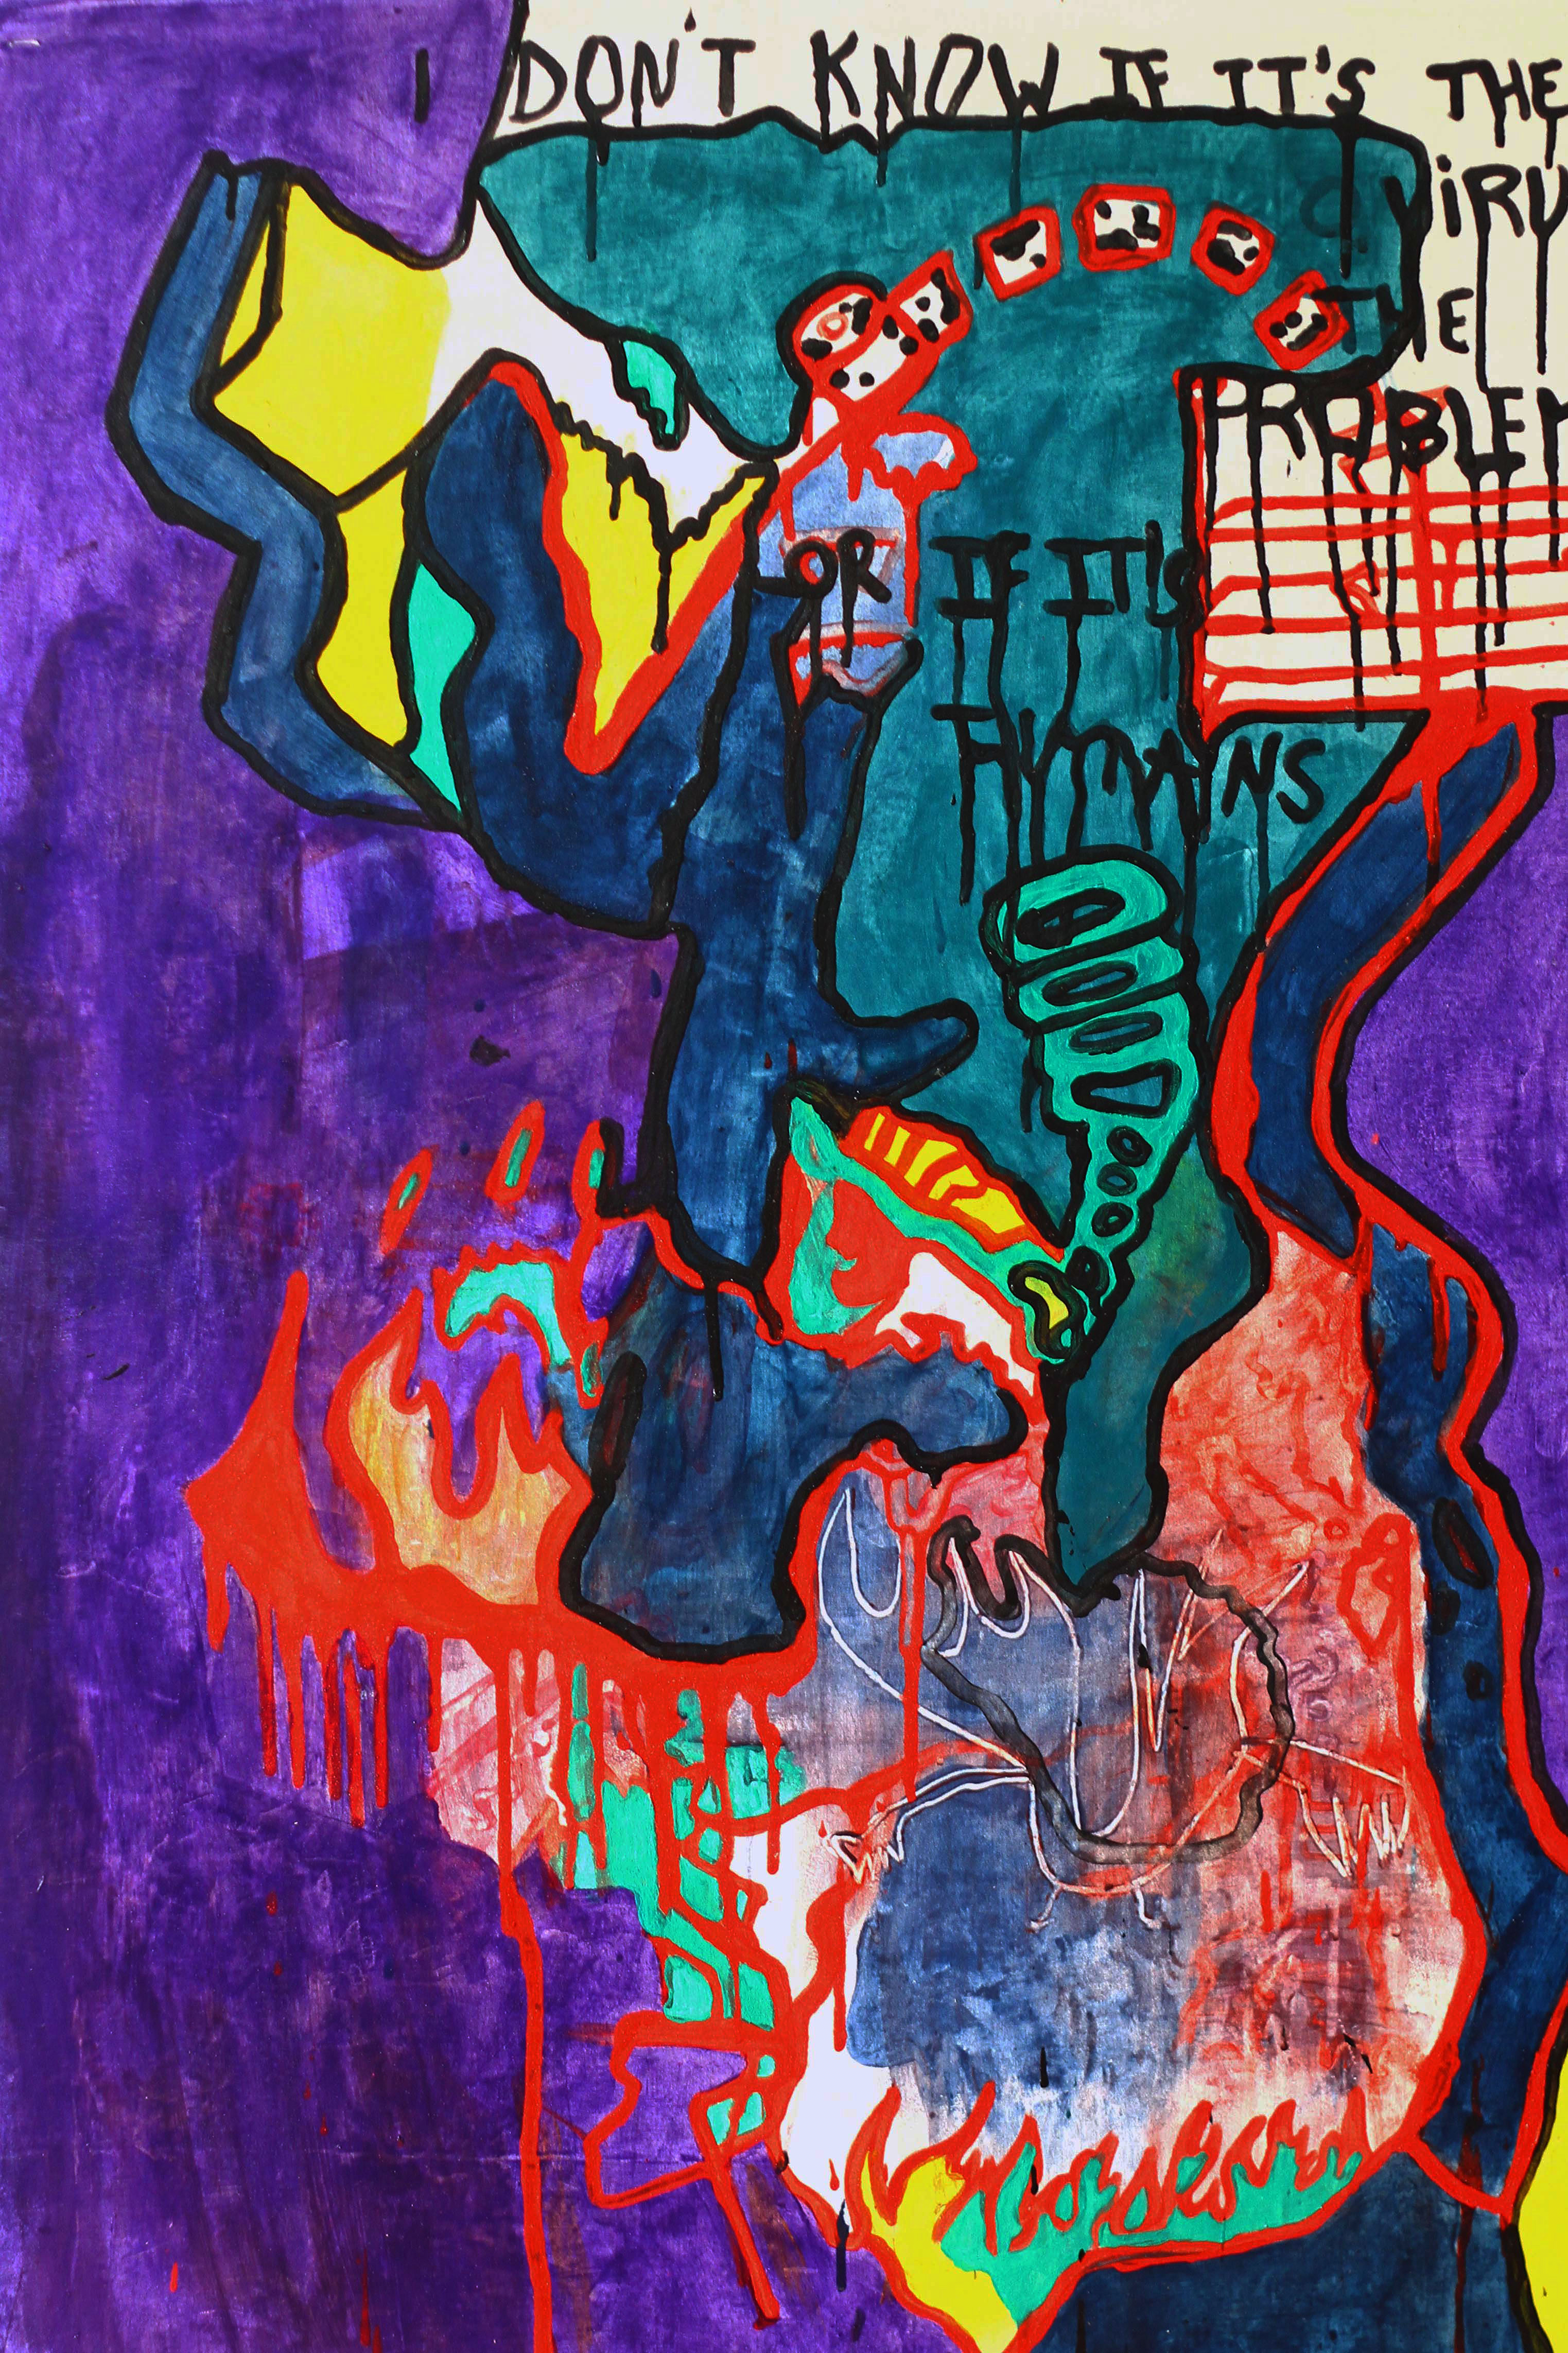 I DON'T KNOW IF IT'S THE
VIRU
THE
PROBLEM
OR IF IT'S
HUMANS